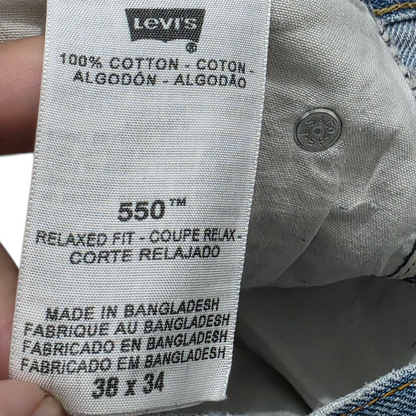 LEVI'S
100% COTTON - COTON -
ALGODÓN - ALGODÃO
550™
RELAXED FIT - COUPE RELAX -
CORTE RELAJADO
MADE IN BANGLADESH
FABRIQUE AU BANGLADESH
FABRICADO EN BANGLADESH
FABRICADO EM BANGLADESH
38 x 34